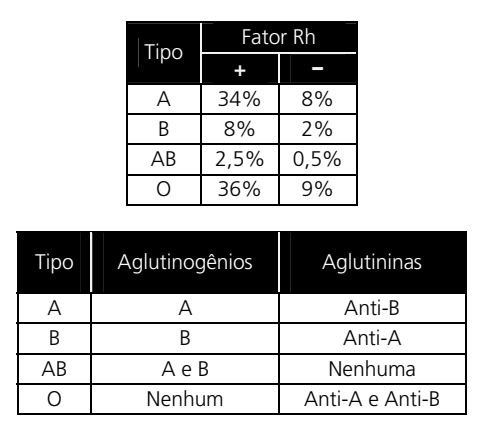 Tipo Fator Rh
+ −
A 34% 8%
B 8% 2%
AB 2,5% 0,5%
O 36% 9%
Tipo Aglutinogênios Aglutininas
A A Anti-B
B B Anti-A
AB A e B Nenhuma
O Nenhum Anti-A e Anti-B